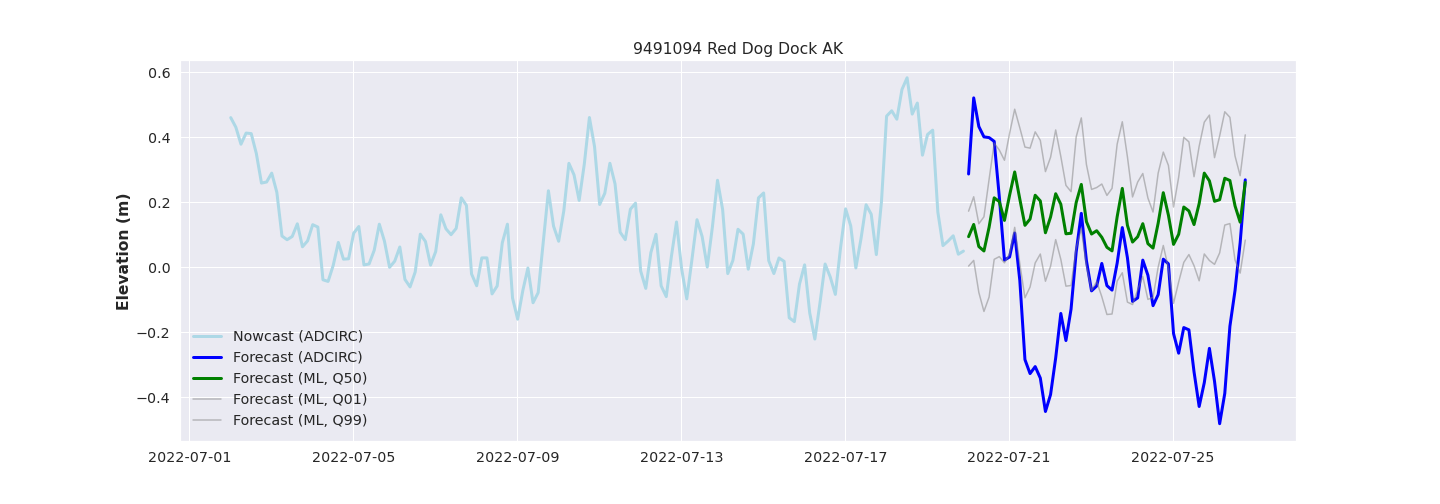 9491094 Red Dog Dock AK
Elevation (m)
0.6
0.4
0.2
0.0
−0.2
−0.4
Nowcast (ADCIRC)
Forecast (ADCIRC)
Forecast (ML, Q50)
Forecast (ML, Q01)
Forecast (ML, Q99)
2022-07-01
2022-07-05
2022-07-09
2022-07-13
2022-07-17
2022-07-21
2022-07-25